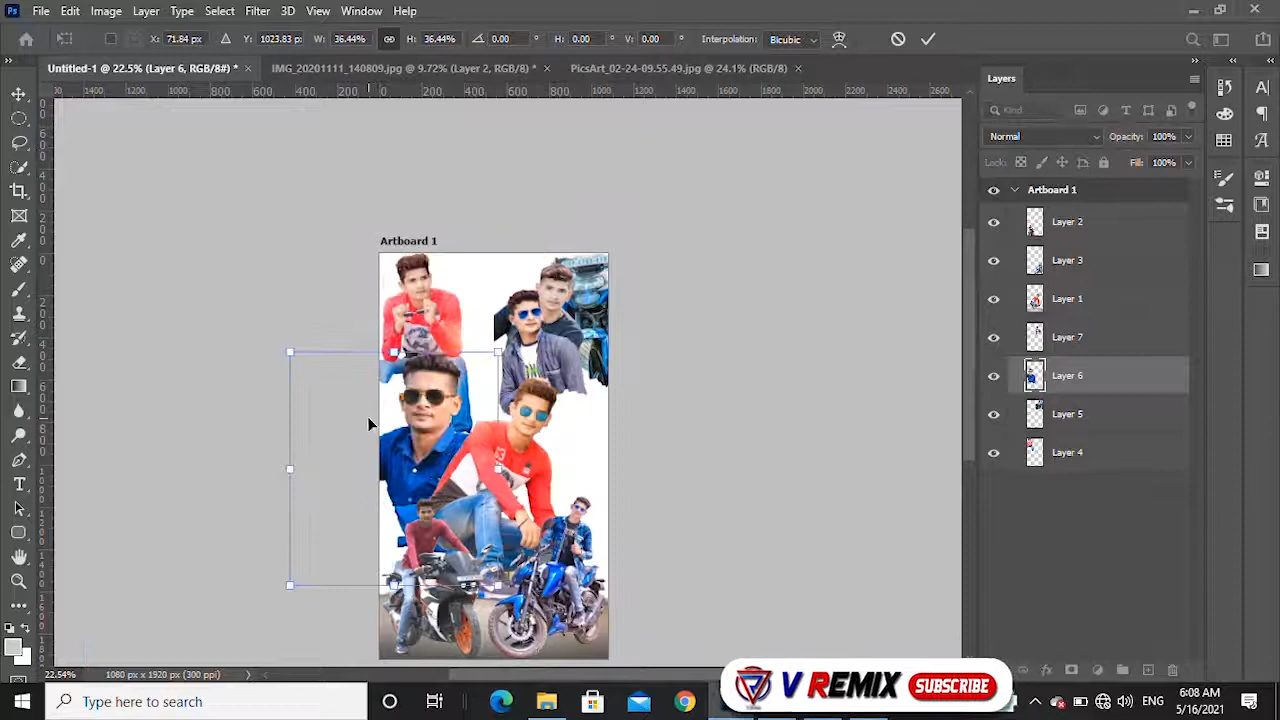 Ps File Edit Image Layer Type Select Filter 3D View Window Help
X: 71.84 px Y: 1023.83 px W: 36.44% H: 36.44% 0.00 ° H: 0.00 ° V: 0.00 ° Interpolation: Bicubic
Untitled-1 @ 22.5% (Layer 6, RGB/8#) * × IMG_20201111_140809.jpg @ 9.72% (Layer 2, RGB/8) * × PicsArt_02-24-09.55.49.jpg @ 24.1% (RGB/8) ×
1400 1200 1000 800 600 400 200 0 200 400 600 800 1000 1200 1400 1600 1800 2000 2200 2400 2600
Layers
Kind
Normal Opacity: 100%
Lock: Fill: 100%
Artboard 1
Layer 2
Layer 3
Layer 1
Layer 7
Layer 6
Layer 5
Layer 4
Artboard 1
22.54% 1080 px x 1920 px (300 ppi)
V REMIX SUBSCRIBE
Type here to search
ENG
6:08 AM
5/16/2021